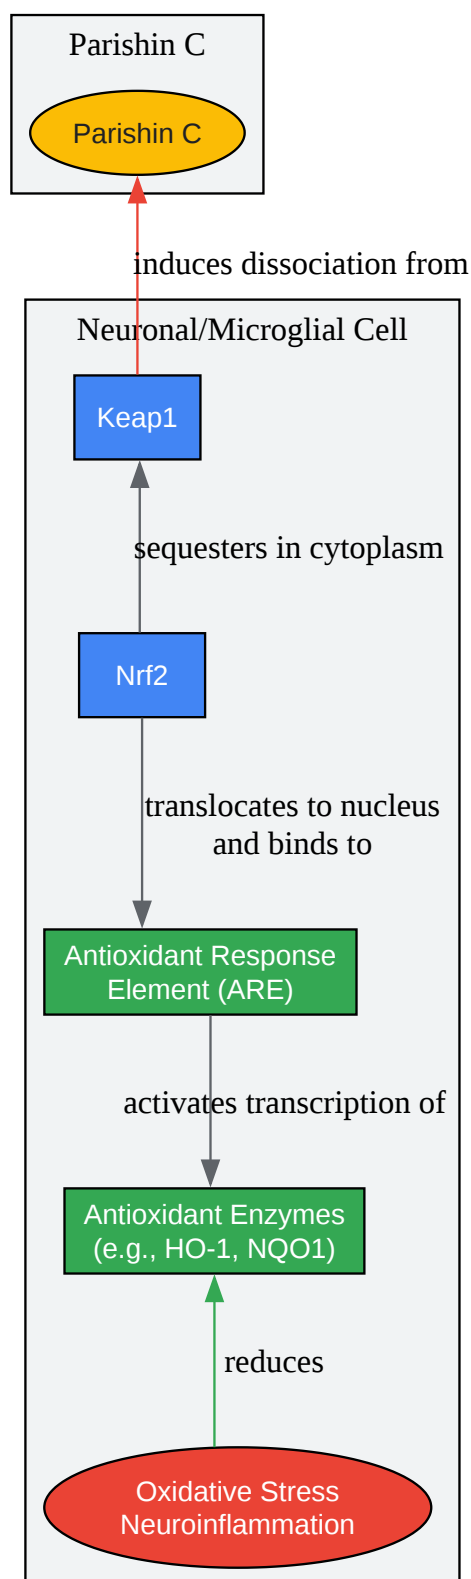 Parishin C
Parishin C
induces dissociation from
Neuronal/Microglial Cell
Keap1
sequesters in cytoplasm
Nrf2
translocates to nucleus
and binds to
Antioxidant Response
Element (ARE)
activates transcription of
Antioxidant Enzymes
(e.g., HO-1, NQO1)
reduces
Oxidative Stress
Neuroinflammation